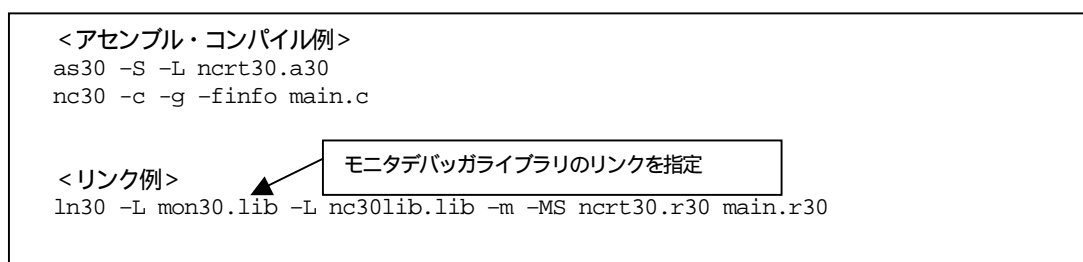 <アセンブル・コンパイル例>
as30 –S –L ncrt30.a30
nc30 -c -g -finfo main.c
モニタデバッガライブラリのリンクを指定
<リンク例>
ln30 –L mon30.lib –L nc30lib.lib –m –MS ncrt30.r30 main.r30